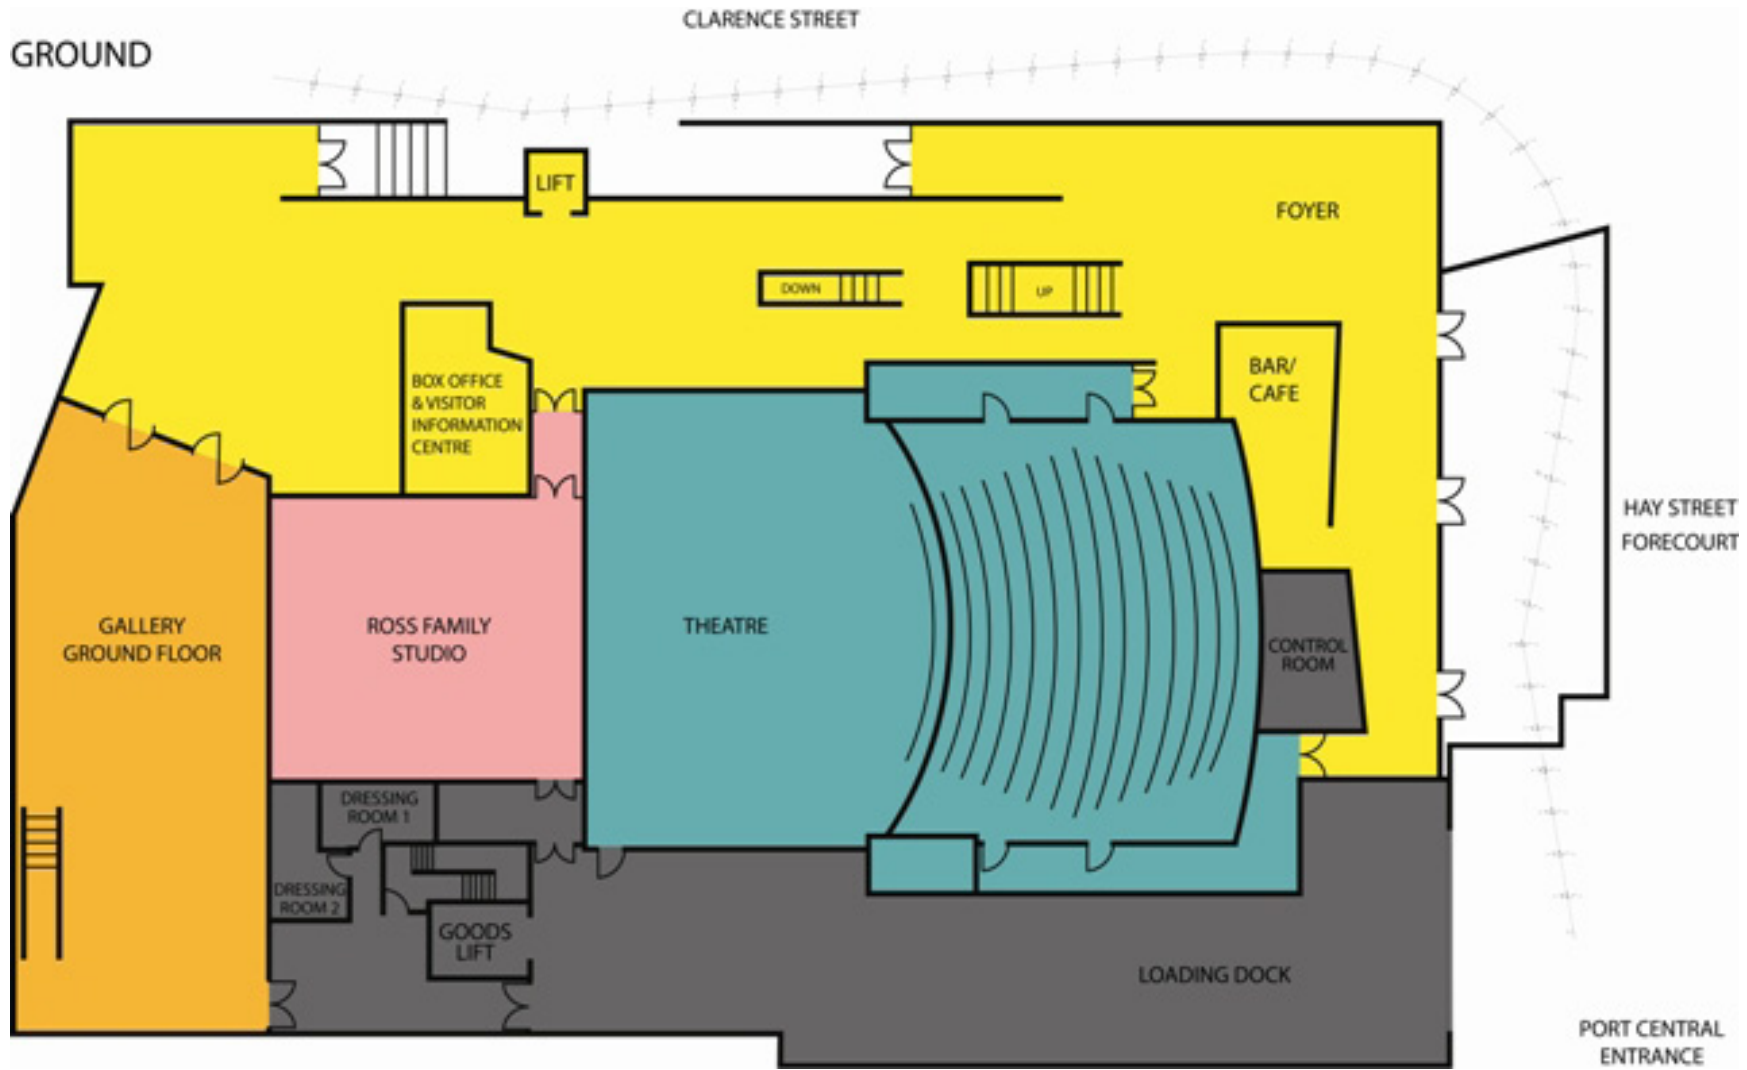 CLARENCE STREET
GROUND
LIFT
FOYER
DOWN
UP
BAR/
CAFE
BOX OFFICE
& VISITOR
INFORMATION
CENTRE
HAY STREET
FORECOURT
GALLERY
GROUND FLOOR
ROSS FAMILY
STUDIO
THEATRE
CONTROL
ROOM
DRESSING
ROOM 1
DRESSING
ROOM 2
GOODS
LIFT
LOADING DOCK
PORT CENTRAL
ENTRANCE